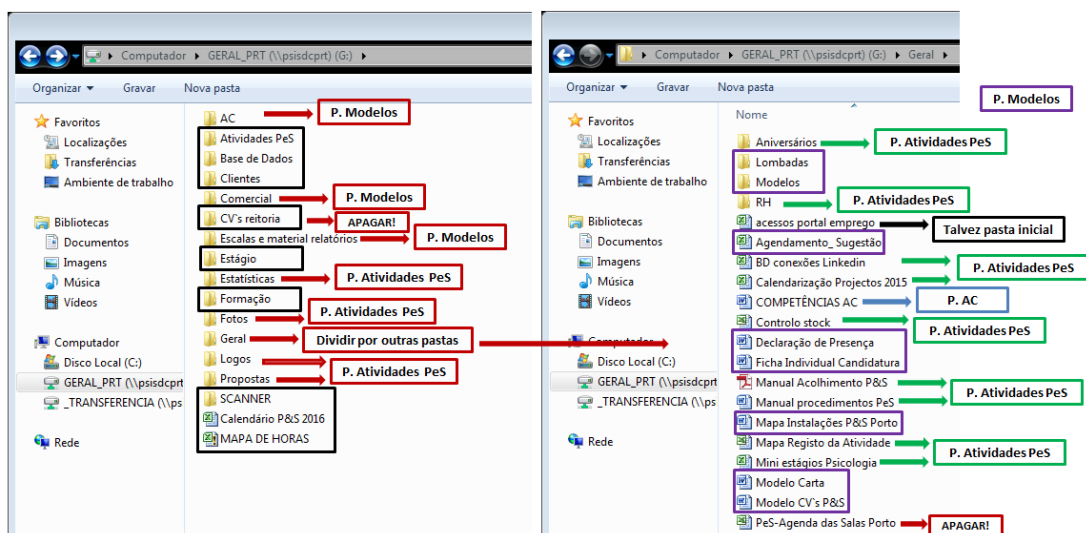 Computador GERAL_PRT (\\psisdcprt) (G:)
Organizar Gravar Nova pasta
Favoritos
Localizações
Transferências
Ambiente de trabalho
Bibliotecas
Documentos
Imagens
Música
Vídeos
Computador
Disco Local (C:)
GERAL_PRT (\\psisdcprt
_TRANSFERENCIA (\\ps
Rede
AC P. Modelos
Atividades PeS
Base de Dados
Clientes
Comercial P. Modelos
CV's reitoria APAGAR!
Escalas e material relatórios P. Modelos
Estágio
Estatísticas P. Atividades PeS
Formação
Fotos P. Atividades PeS
Geral Dividir por outras pastas
Logos
Propostas P. Atividades PeS
SCANNER
Calendário P&S 2016
MAPA DE HORAS
Computador GERAL_PRT (\\psisdcprt) (G:) Geral
Organizar Gravar Nova pasta
P. Modelos
Favoritos
Localizações
Transferências
Ambiente de trabalho
Bibliotecas
Documentos
Imagens
Música
Vídeos
Computador
Disco Local (C:)
GERAL_PRT (\\psisdcprt
_TRANSFERENCIA (\\ps
Rede
Nome
Aniversários P. Atividades PeS
Lombadas
Modelos
RH P. Atividades PeS
acessos portal emprego Talvez pasta inicial
Agendamento_ Sugestão
BD conexões Linkedin P. Atividades PeS
Calendarização Projectos 2015
COMPETÊNCIAS AC P. AC
Controlo stock P. Atividades PeS
Declaração de Presença
Ficha Individual Candidatura
Manual Acolhimento P&S P. Atividades PeS
Manual procedimentos PeS
Mapa Instalações P&S Porto
Mapa Registo da Atividade P. Atividades PeS
Mini estágios Psicologia
Modelo Carta
Modelo CV`s P&S
PeS-Agenda das Salas Porto APAGAR!